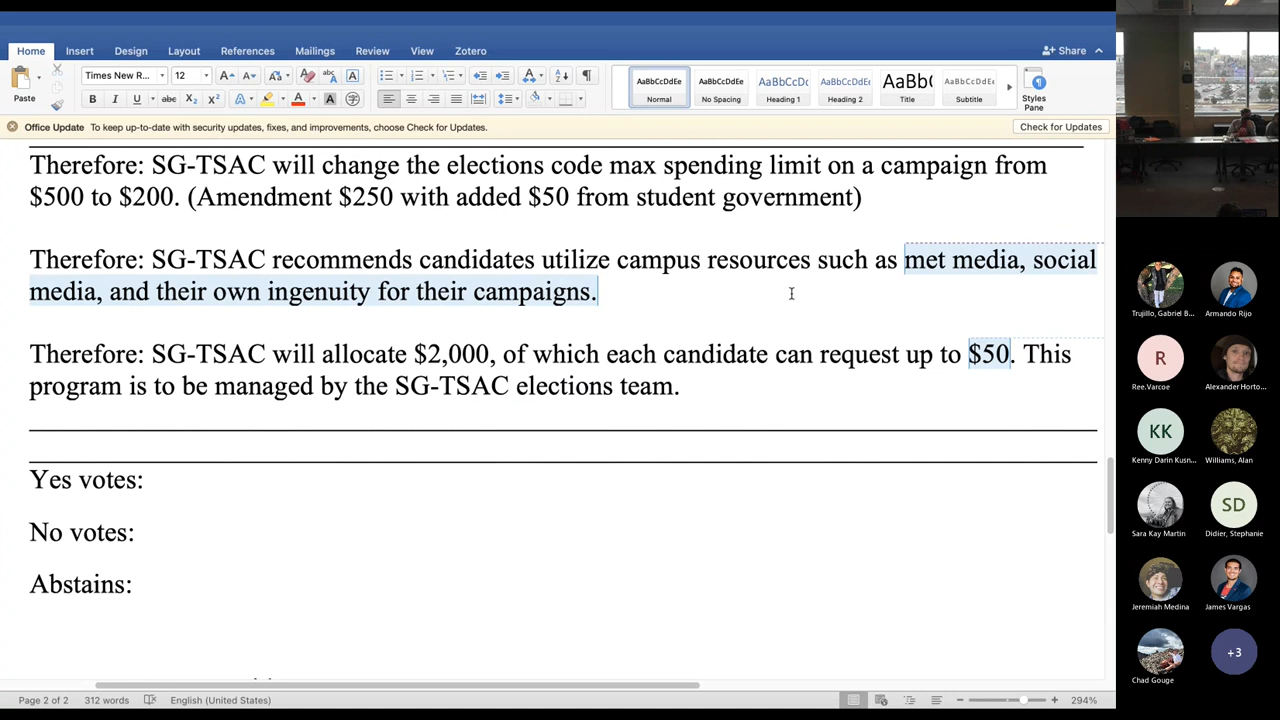 Home Insert Design Layout References Mailings Review View Zotero Share
Times New R... 12
AaBbCcDdEe AaBbCcDdEe AaBbCcDc AaBbCcDdE AaBb( AaBbCcDdEe
Paste Normal No Spacing Heading 1 Heading 2 Title Subtitle Styles Pane
Office Update To keep up-to-date with security updates, fixes, and improvements, choose Check for Updates. Check for Updates
Therefore: SG-TSAC will change the elections code max spending limit on a campaign from
$500 to $200. (Amendment $250 with added $50 from student government)
Therefore: SG-TSAC recommends candidates utilize campus resources such as met media, social
media, and their own ingenuity for their campaigns.
Therefore: SG-TSAC will allocate $2,000, of which each candidate can request up to $50. This
program is to be managed by the SG-TSAC elections team.
Yes votes:
No votes:
Abstains:
Page 2 of 2 312 words English (United States) 294%
Trujillo, Gabriel B... Armando Rijo
R
Ree.Varcoe Alexander Horto...
KK
Kenny Darin Kusn... Williams, Alan
SD
Sara Kay Martin Didier, Stephanie
Jeremiah Medina James Vargas
+3
Chad Gouge